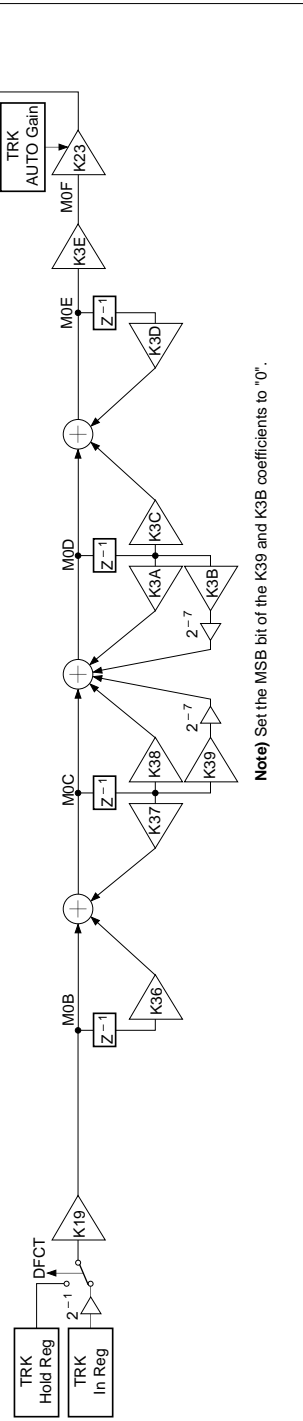 TRK
Hold Reg
TRK
In Reg
2⁻¹
DFCT
K19
M0B
Z⁻¹
K36
M0C
Z⁻¹
K37
K38
K39
2⁻⁷
M0D
Z⁻¹
K3A
K3C
K3B
2⁻⁷
M0E
Z⁻¹
K3D
K3E
M0F
K23
TRK
AUTO Gain
Note) Set the MSB bit of the K39 and K3B coefficients to "0".